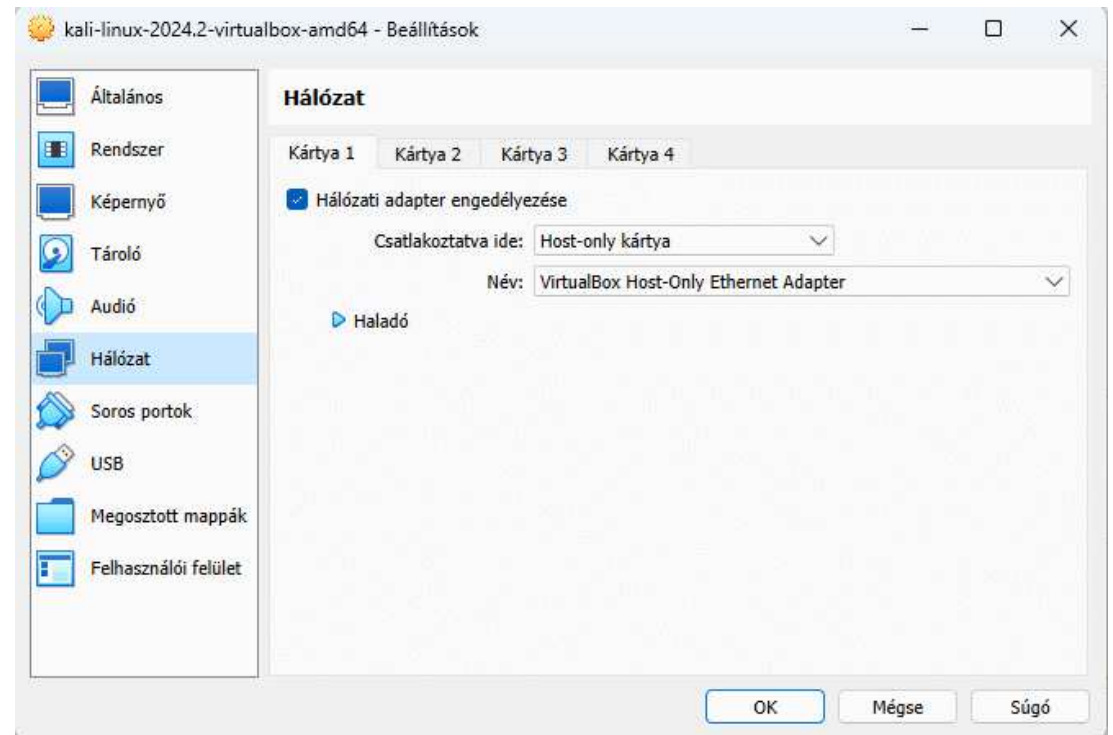 kali-linux-2024.2-virtualbox-amd64 - Beállítások
Általános
Rendszer
Képernyő
Tároló
Audió
Hálózat
Soros portok
USB
Megosztott mappák
Felhasználói felület
Hálózat
Kártya 1 Kártya 2 Kártya 3 Kártya 4
Hálózati adapter engedélyezése
Csatlakoztatva ide: Host-only kártya
Név: VirtualBox Host-Only Ethernet Adapter
Haladó
OK Mégse Súgó